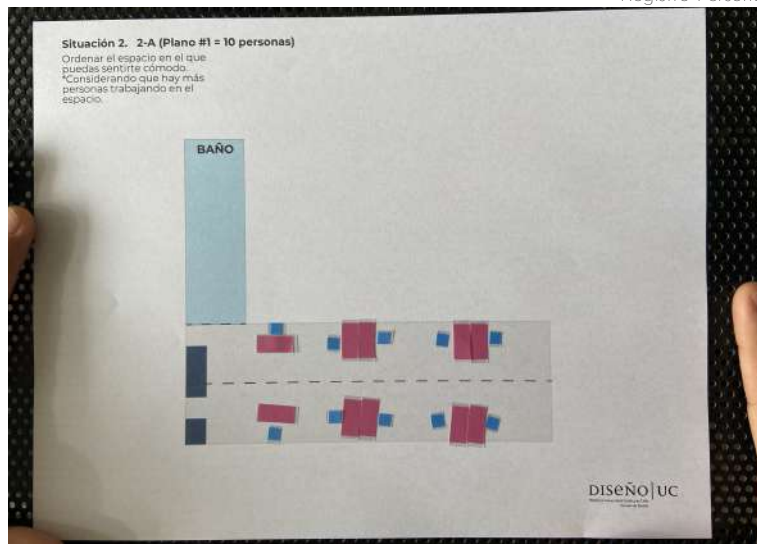 Situación 2. 2-A (Plano #1 = 10 personas)
Ordenar el espacio en el que
puedas sentirte cómodo.
*Considerando que hay más
personas trabajando en el
espacio.
BAÑO
DISEÑO|UC